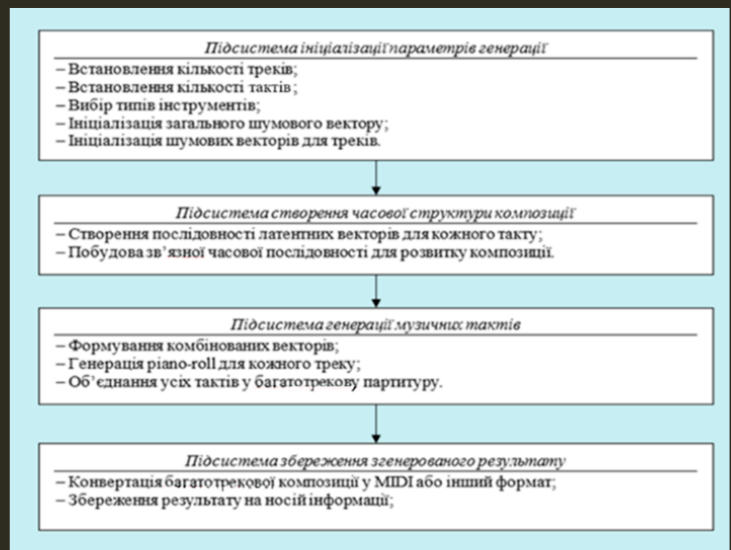 Підсистема ініціалізації параметрів генерації
– Встановлення кількості треків;
– Встановлення кількості тактів;
– Вибір типів інструментів;
– Ініціалізація загального шумового вектору;
– Ініціалізація шумових векторів для треків.
Підсистема створення часової структури композиції
– Створення послідовності латентних векторів для кожного такту;
– Побудова зв’язної часової послідовності для розвитку композиції.
Підсистема генерації музичних тактів
– Формування комбінованих векторів;
– Генерація piano-roll для кожного треку;
– Об’єднання усіх тактів у багатотрекову партитуру.
Підсистема збереження згенерованого результату
– Конвертація багатотрекової композиції у MIDI або інший формат;
– Збереження результату на носій інформації;